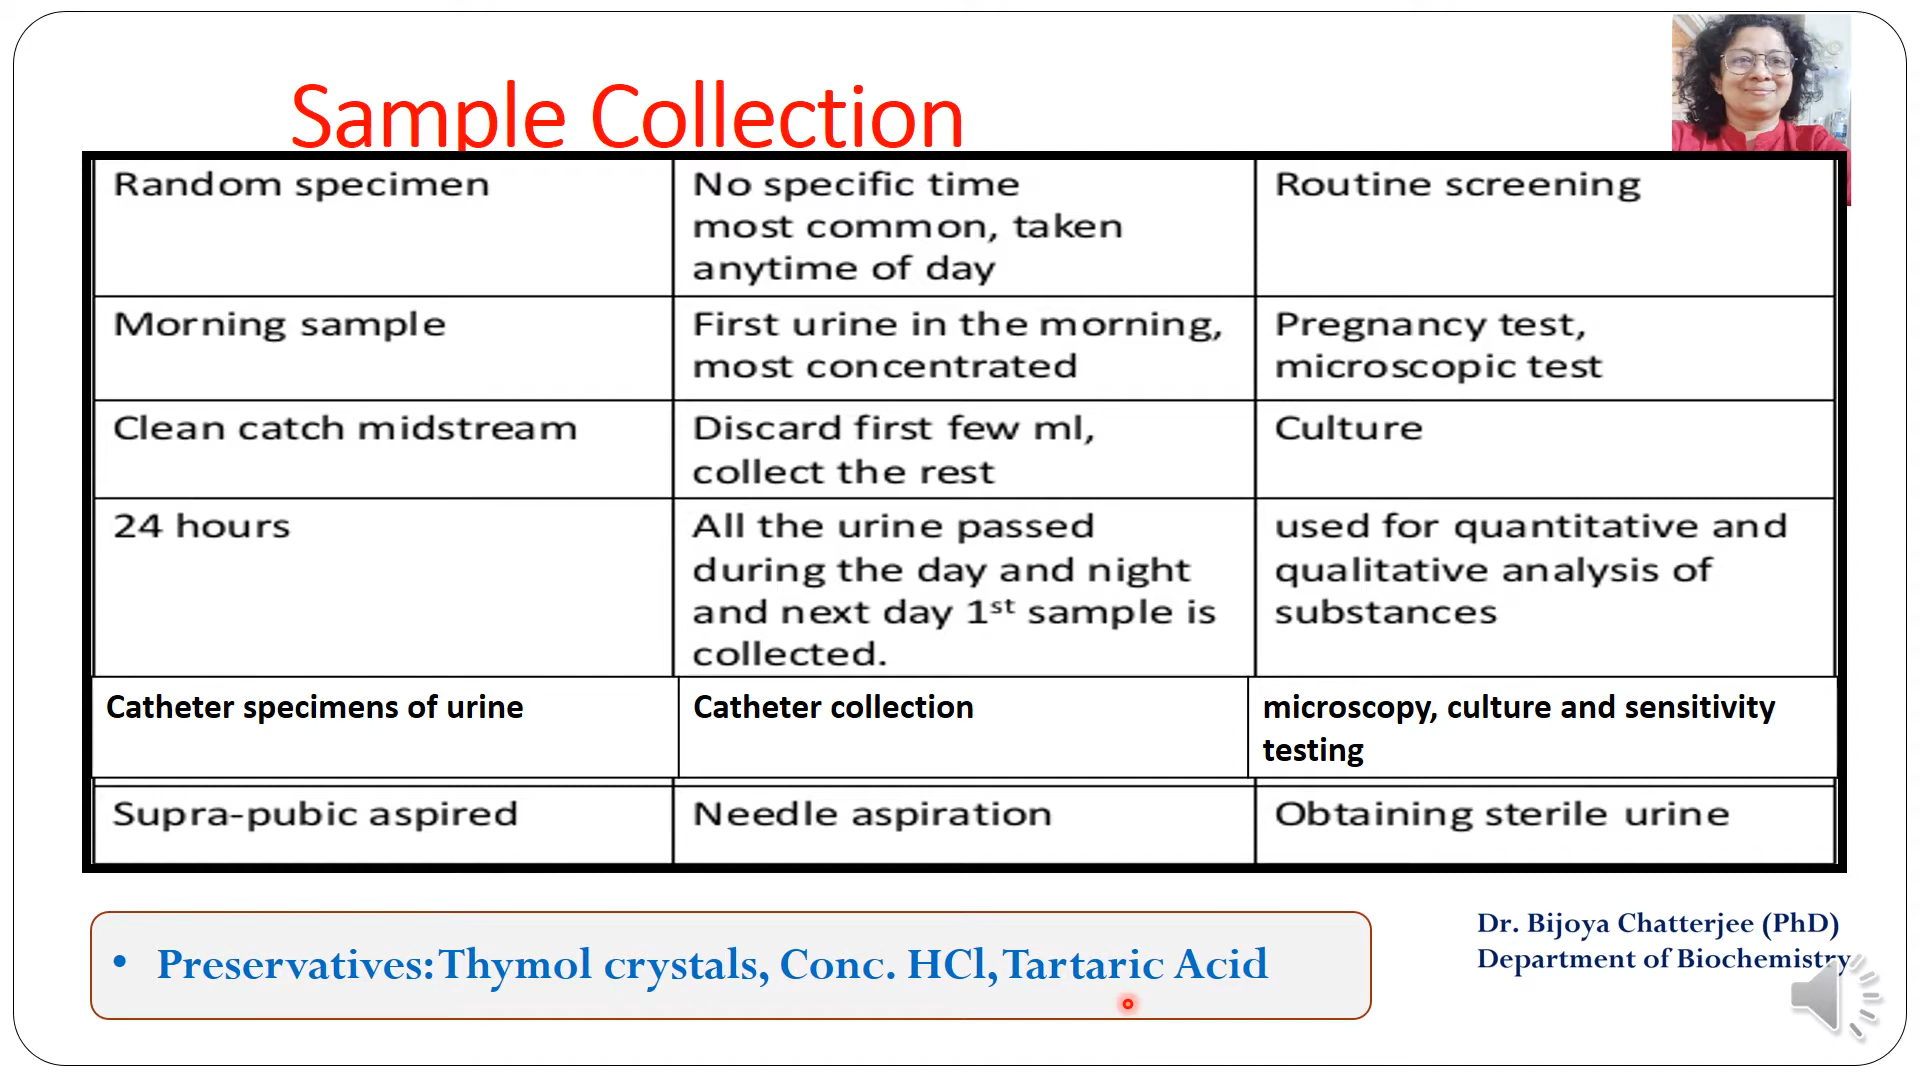 Sample Collection
Random specimen
No specific time
most common, taken
anytime of day
Routine screening
Morning sample
First urine in the morning,
most concentrated
Pregnancy test,
microscopic test
Clean catch midstream
Discard first few ml,
collect the rest
Culture
24 hours
All the urine passed
during the day and night
and next day 1st sample is
collected.
used for quantitative and
qualitative analysis of
substances
Catheter specimens of urine
Catheter collection
microscopy, culture and sensitivity
testing
Supra-pubic aspired
Needle aspiration
Obtaining sterile urine
• Preservatives: Thymol crystals, Conc. HCl, Tartaric Acid
Dr. Bijoya Chatterjee (PhD)
Department of Biochemistry